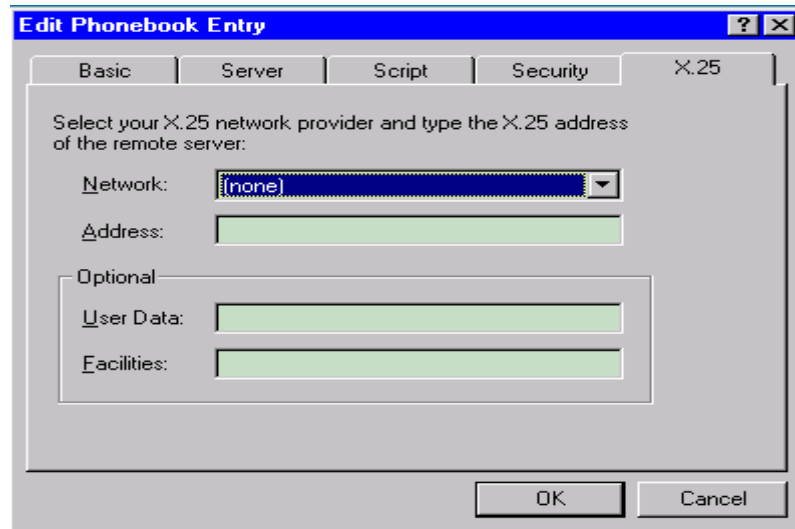 Edit Phonebook Entry
Basic Server Script Security X.25
Select your X.25 network provider and type the X.25 address
of the remote server:
Network: (none)
Address:
Optional
User Data:
Facilities:
OK Cancel